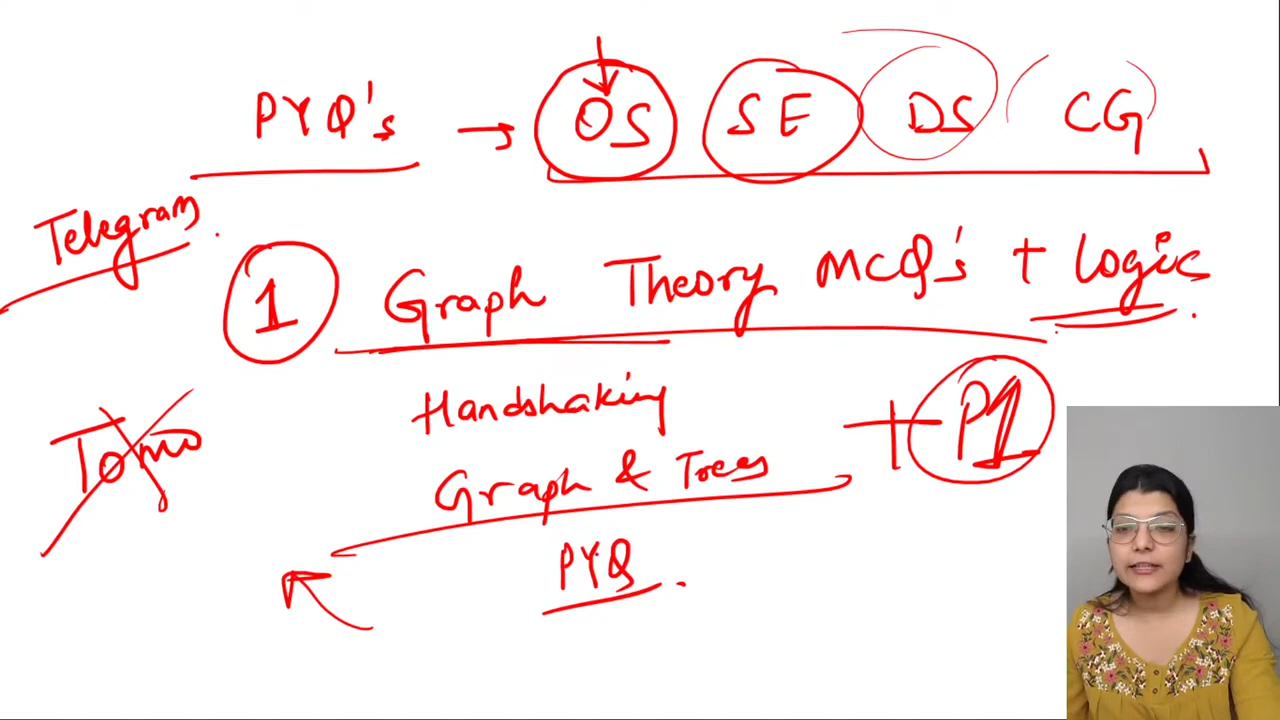 PYQ's → OS SE DS CG
Telegram.
1 Graph Theory MCQ's + Logic.
Handshaking
+ P1
Graph & Trees
PYQ.